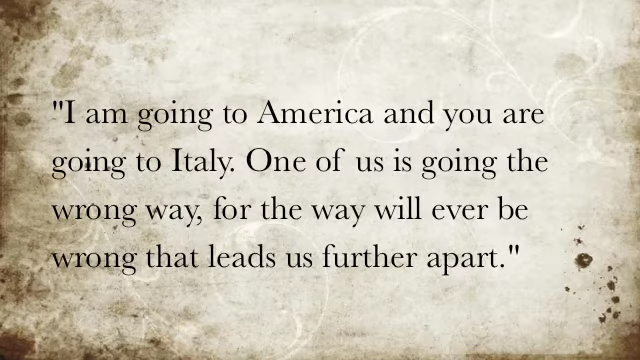 "I am going to America and you are
going to Italy. One of us is going the
wrong way, for the way will ever be
wrong that leads us further apart."